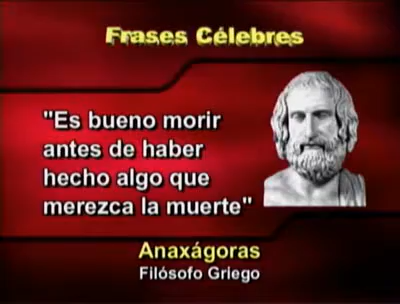 Frases Célebres
"Es bueno morir
antes de haber
hecho algo que
merezca la muerte"
Anaxágoras
Filósofo Griego